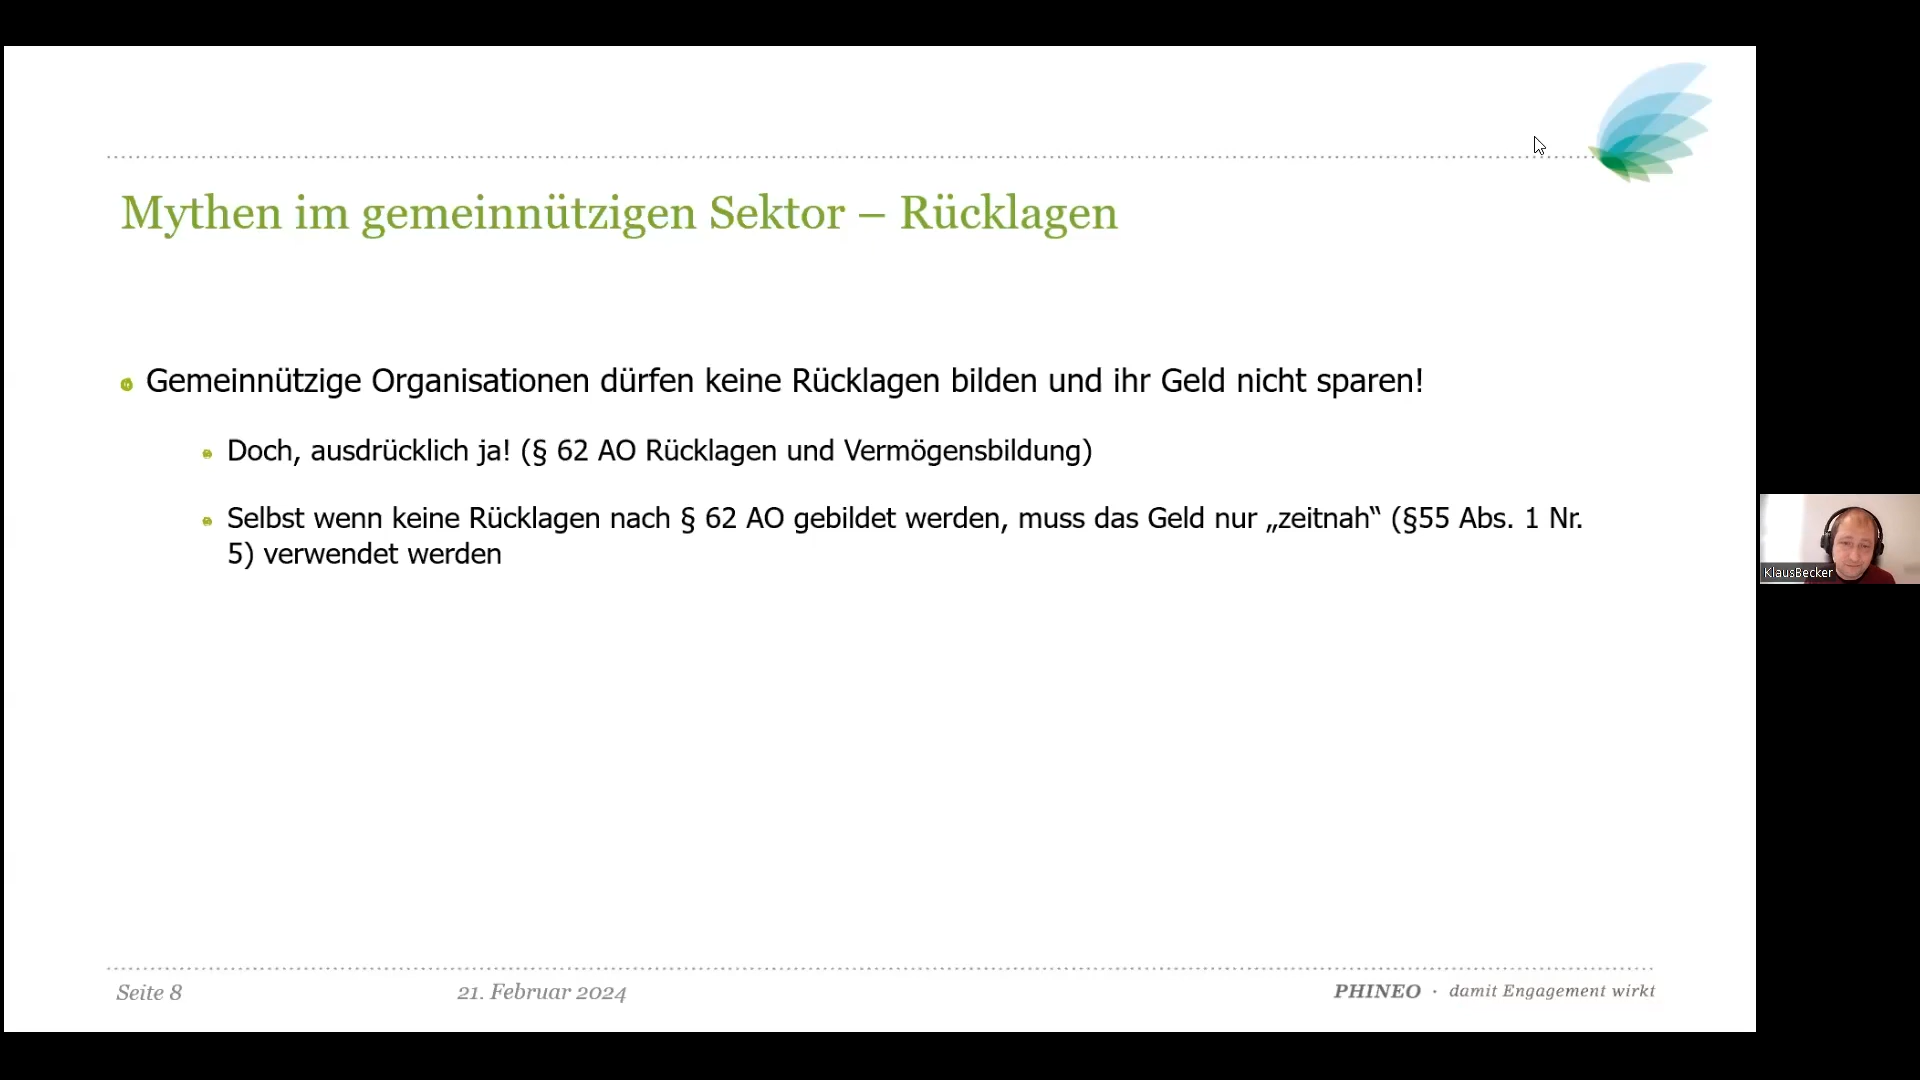 Mythen im gemeinnützigen Sektor – Rücklagen
Gemeinnützige Organisationen dürfen keine Rücklagen bilden und ihr Geld nicht sparen!
Doch, ausdrücklich ja! (§ 62 AO Rücklagen und Vermögensbildung)
Selbst wenn keine Rücklagen nach § 62 AO gebildet werden, muss das Geld nur „zeitnah“ (§55 Abs. 1 Nr.
5) verwendet werden
KlausBecker
Seite 8
21. Februar 2024
PHINEO · damit Engagement wirkt